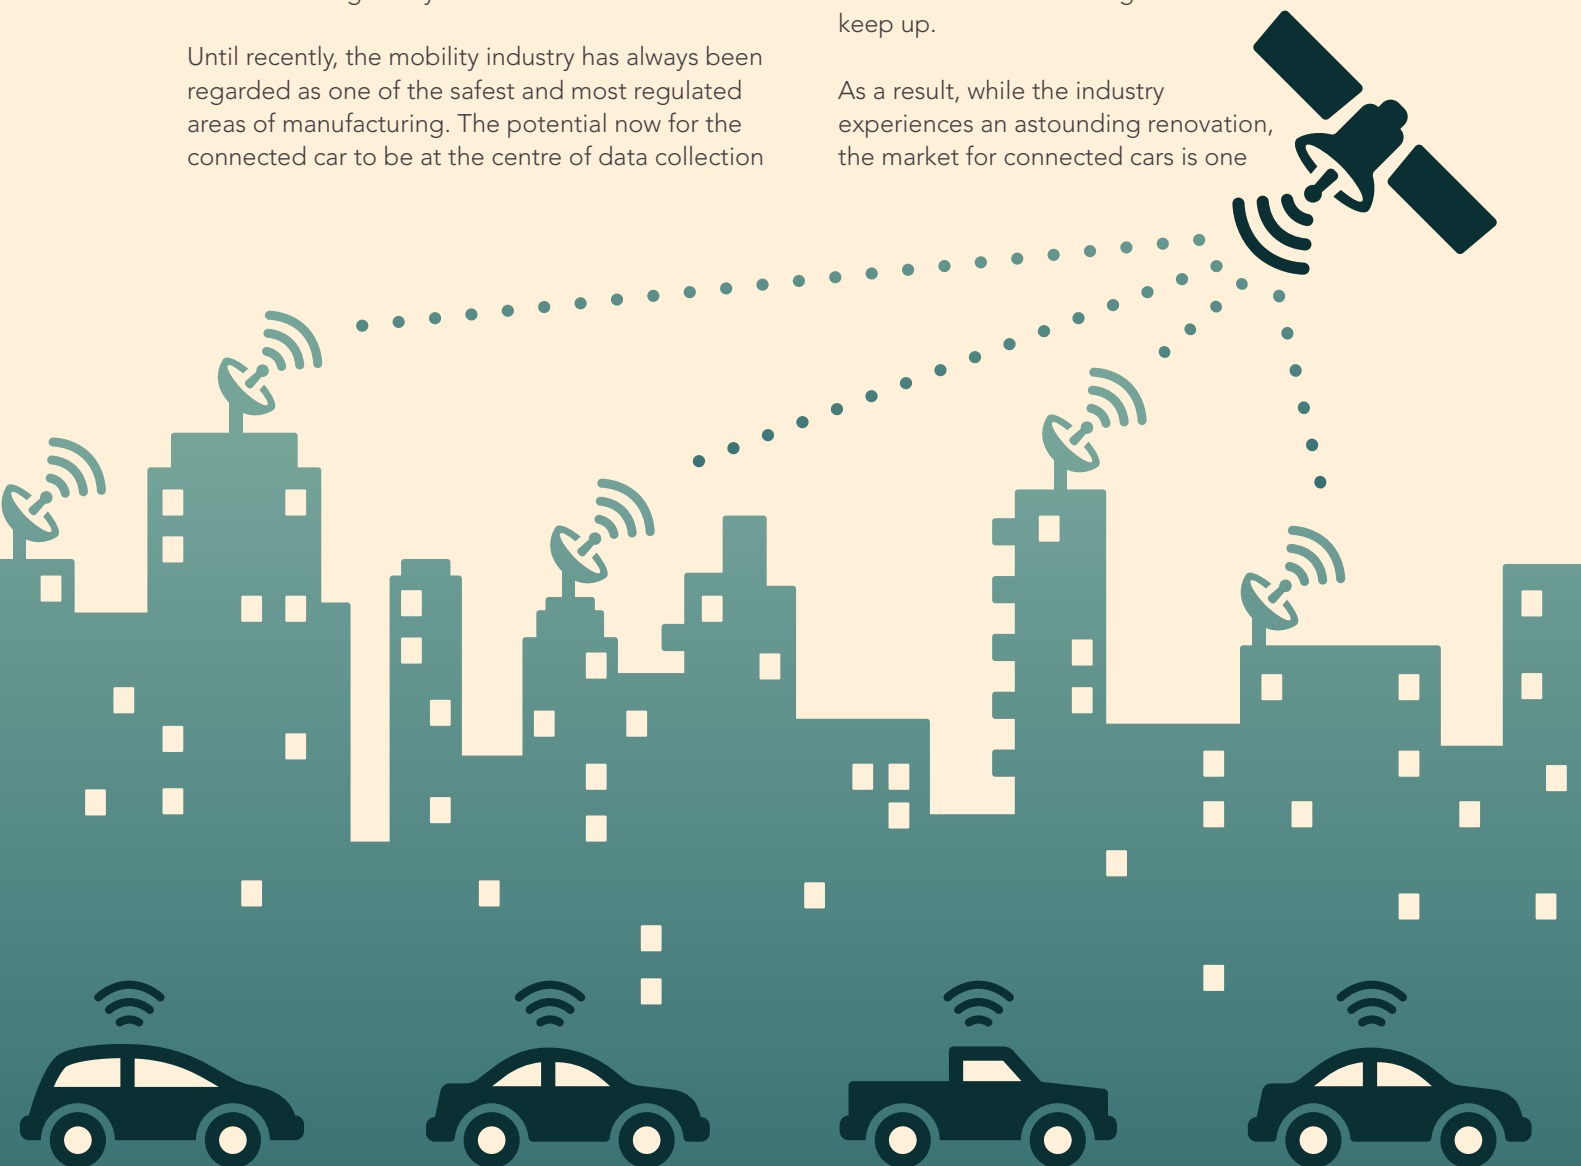 Until recently, the mobility industry has always been
regarded as one of the safest and most regulated
areas of manufacturing. The potential now for the
connected car to be at the centre of data collection
keep up.
As a result, while the industry
experiences an astounding renovation,
the market for connected cars is one